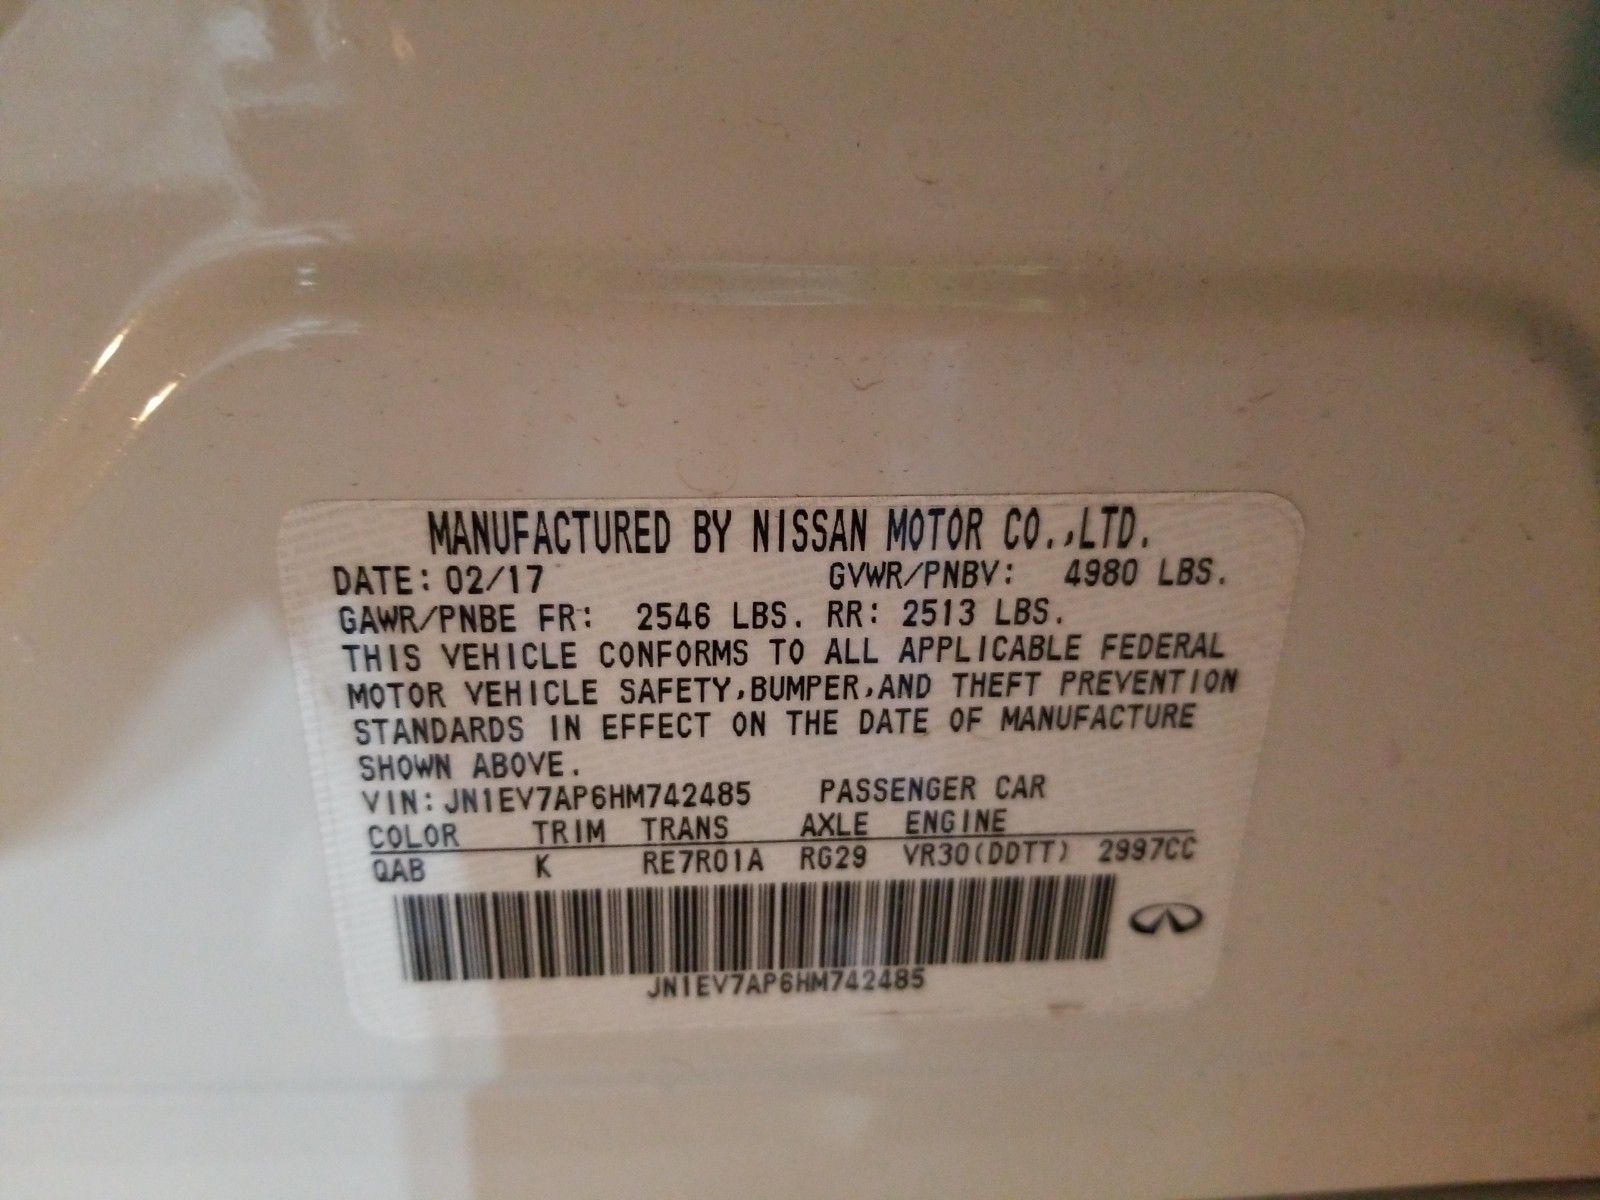 MANUFACTURED BY NISSAN MOTOR CO.,LTD.
DATE: 02/17 GVWR/PNBV: 4980 LBS.
GAWR/PNBE FR: 2546 LBS. RR: 2513 LBS.
THIS VEHICLE CONFORMS TO ALL APPLICABLE FEDERAL
MOTOR VEHICLE SAFETY,BUMPER,AND THEFT PREVENTION
STANDARDS IN EFFECT ON THE DATE OF MANUFACTURE
SHOWN ABOVE.
VIN: JN1EV7AP6HM742485 PASSENGER CAR
COLOR TRIM TRANS AXLE ENGINE
QAB K RE7R01A RG29 VR30(DDTT) 2997CC
JN1EV7AP6HM742485